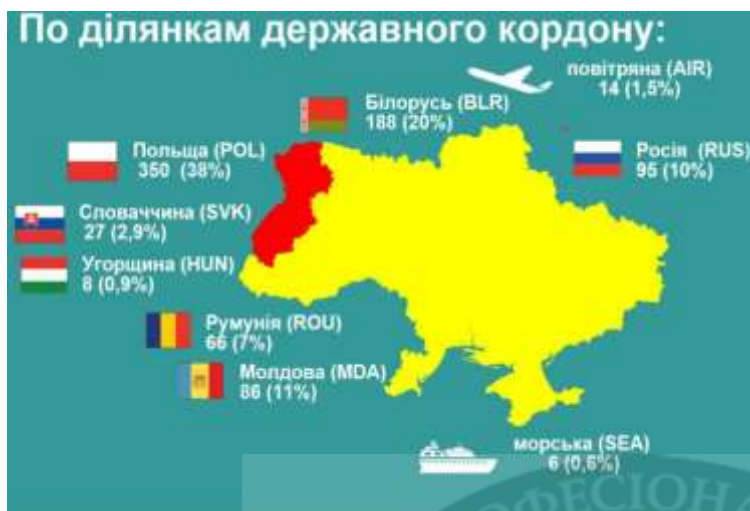 По ділянкам державного кордону:
повітряна (AIR)
14 (1,5%)
Білорусь (BLR)
188 (20%)
Польща (POL)
350 (38%)
Росія (RUS)
95 (10%)
Словаччина (SVK)
27 (2,9%)
Угорщина (HUN)
8 (0,9%)
Румунія (ROU)
66 (7%)
Молдова (MDA)
86 (11%)
морська (SEA)
6 (0,6%)